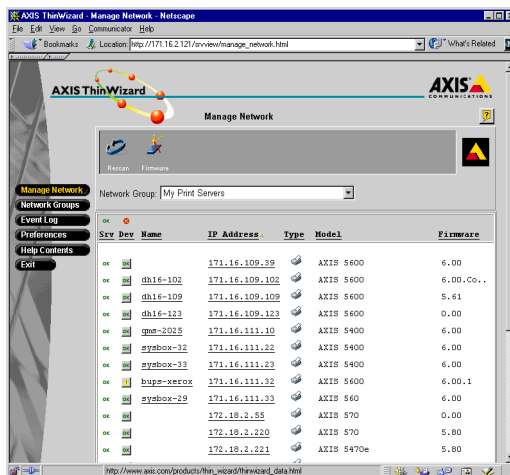 AXIS ThinWizard - Manage Network - Netscape
File Edit View Go Communicator Help
Bookmarks Location: http://171.16.2.121/srvview/manage_network.html What's Related
AXIS ThinWizard
AXIS
COMMUNICATIONS
Manage Network
?
Rescan Firmware
Network Group: My Print Servers
Manage Network
Network Groups
Event Log
Preferences
Help Contents
Exit
OK
Srv Dev Name IP Address Type Model Firmware
OK OK 171.16.109.39 AXIS 5600 6.00
OK OK dh16-102 171.16.109.102 AXIS 5600 6.00.Co..
OK OK dh16-109 171.16.109.109 AXIS 5600 5.61
OK OK dh16-123 171.16.109.123 AXIS 5600 0.00
OK OK qms-2025 171.16.111.10 AXIS 5400 6.00
OK OK sysbox-32 171.16.111.22 AXIS 5400 6.00
OK OK sysbox-33 171.16.111.23 AXIS 5400 6.00
OK ! bups-xerox 171.16.111.32 AXIS 5600 6.00.1
OK OK sysbox-29 171.16.111.33 AXIS 560 6.00
OK OK 172.18.2.55 AXIS 570 0.00
OK OK 172.18.2.220 AXIS 570 5.80
OK OK 172.18.2.221 AXIS 5470e 5.80
http://www.axis.com/products/thin_wizard/thinwizard_data.html